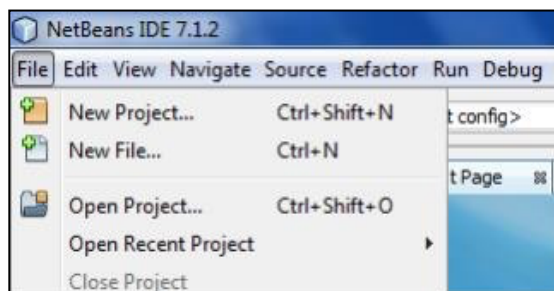 NetBeans IDE 7.1.2
File Edit View Navigate Source Refactor Run Debug
New Project... Ctrl+Shift+N
t config>
New File... Ctrl+N
t Page
Open Project... Ctrl+Shift+O
Open Recent Project
Close Project